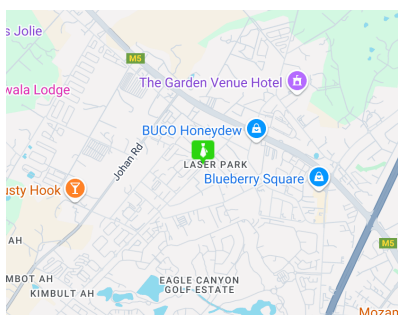 s Jolie
M5
The Garden Venue Hotel
wala Lodge
BUCO Honeydew
Johan Rd
LASER PARK
Blueberry Square
usty Hook
AH
M5
MBOT AH
KIMBULT AH
EAGLE CANYON
GOLF ESTATE
Mozan